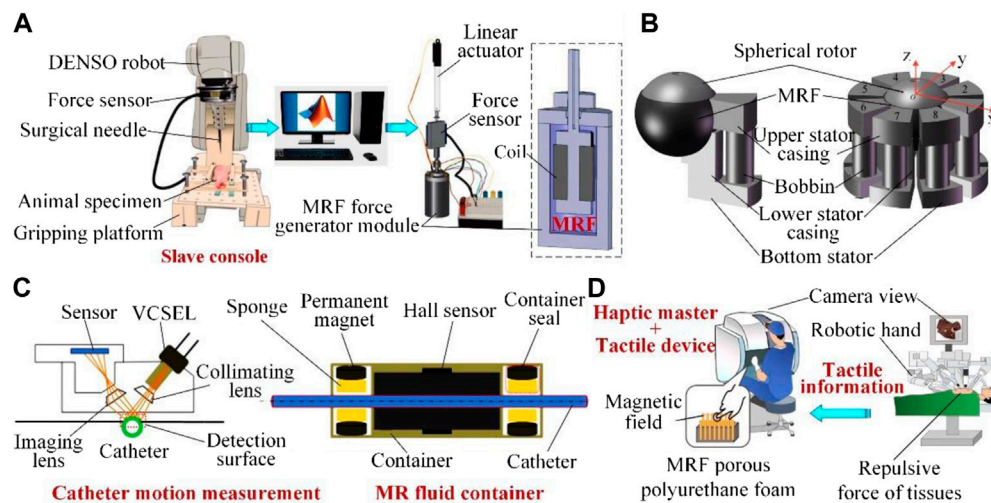 A
DENSO robot
Force sensor
Surgical needle
Animal specimen
Gripping platform
Slave console
Linear
actuator
Force
sensor
MRF force
generator module
Coil
MRF
B
Spherical rotor
MRF
Upper stator
casing
Bobbin
Lower stator
casing
Bottom stator
z
y
x
o
1
2
3
4
5
6
7
8
C
Sensor
VCSEL
Collimating
lens
Imaging
lens
Catheter
Detection
surface
Catheter motion measurement
Sponge
Permanent
magnet
Hall sensor
Container
seal
Container
Catheter
MR fluid container
D
Haptic master
+
Tactile device
Camera view
Robotic hand
Tactile
information
Magnetic
field
MRF porous
polyurethane foam
Repulsive
force of tissues